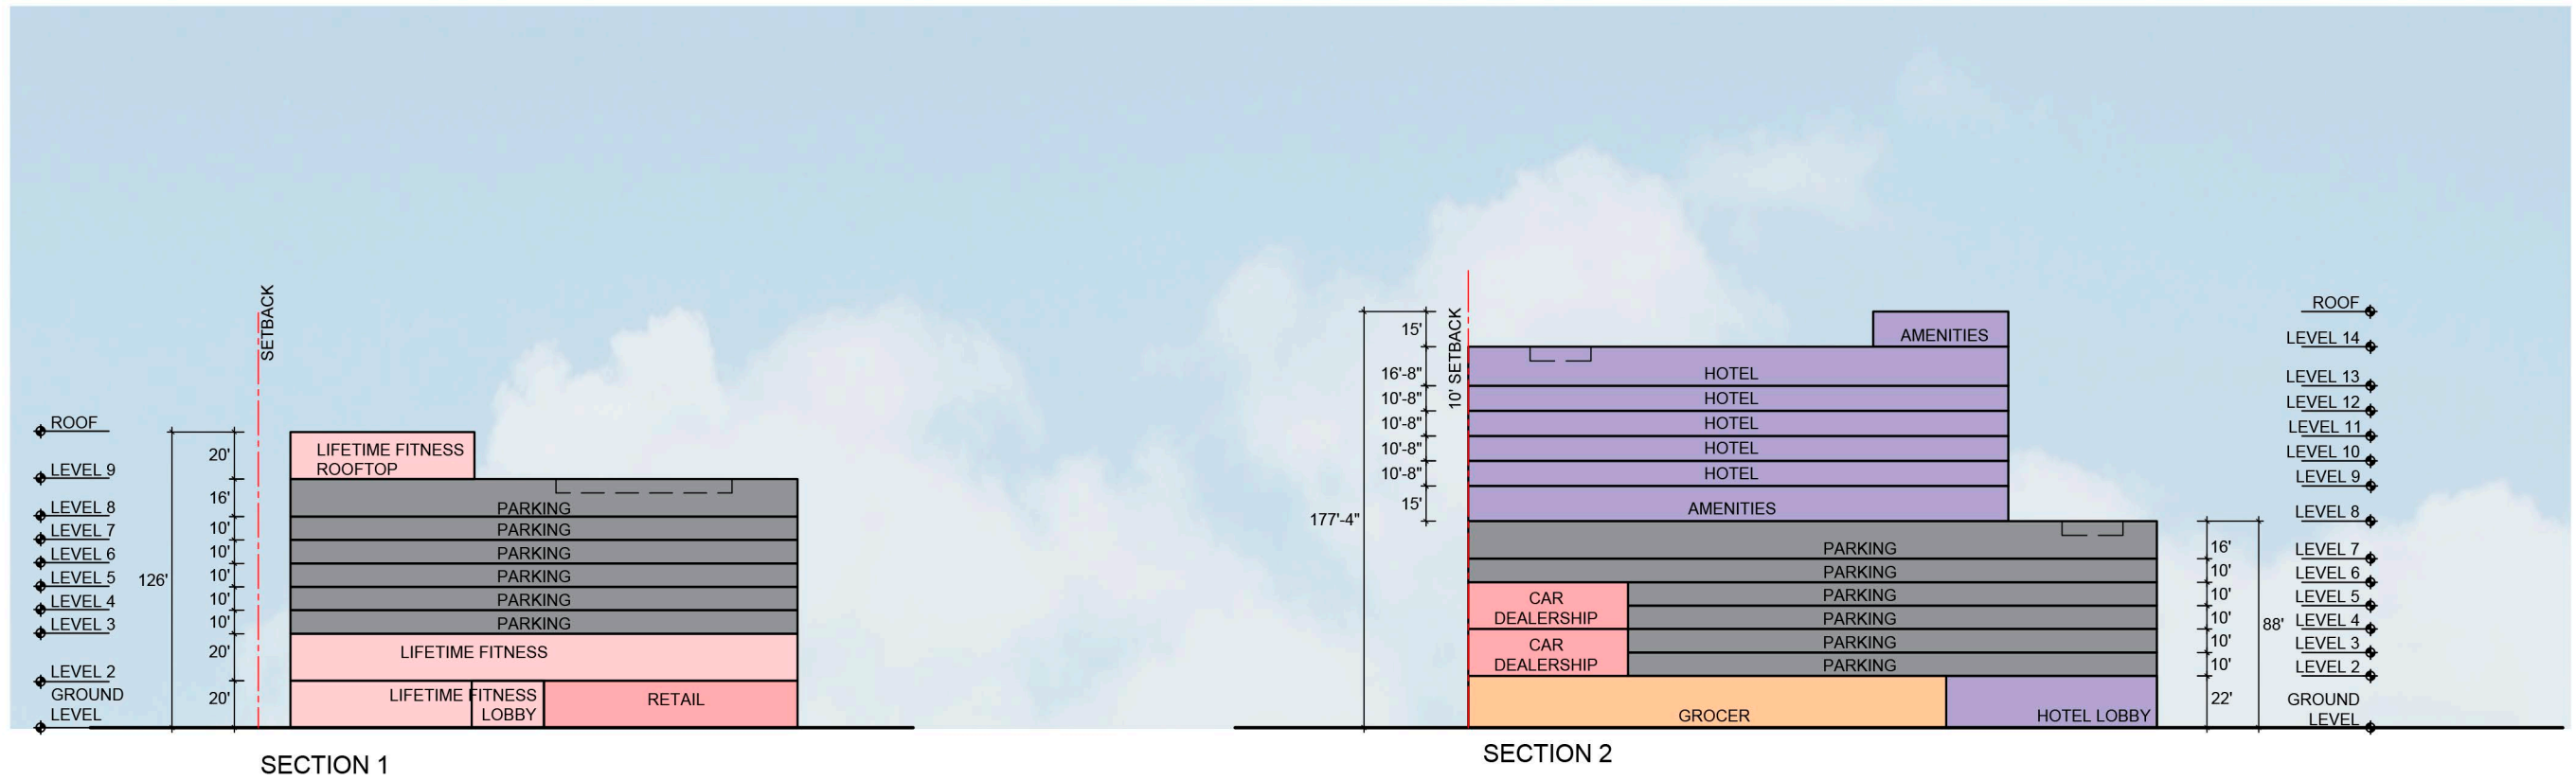 SETBACK
ROOF
LEVEL 9
LEVEL 8
LEVEL 7
LEVEL 6
LEVEL 5
LEVEL 4
LEVEL 3
LEVEL 2
GROUND
LEVEL
126'
20'
16'
10'
10'
10'
10'
10'
20'
20'
LIFETIME FITNESS
ROOFTOP
PARKING
PARKING
PARKING
PARKING
PARKING
PARKING
LIFETIME FITNESS
LIFETIME FITNESS
LOBBY
RETAIL
SECTION 1
177'-4"
15'
16'-8"
10'-8"
10'-8"
10'-8"
10'-8"
15'
10' SETBACK
AMENITIES
HOTEL
HOTEL
HOTEL
HOTEL
HOTEL
AMENITIES
PARKING
PARKING
CAR
DEALERSHIP
CAR
DEALERSHIP
PARKING
PARKING
PARKING
PARKING
GROCER
HOTEL LOBBY
16'
10'
10'
10'
10'
10'
22'
88'
ROOF
LEVEL 14
LEVEL 13
LEVEL 12
LEVEL 11
LEVEL 10
LEVEL 9
LEVEL 8
LEVEL 7
LEVEL 6
LEVEL 5
LEVEL 4
LEVEL 3
LEVEL 2
GROUND
LEVEL
SECTION 2